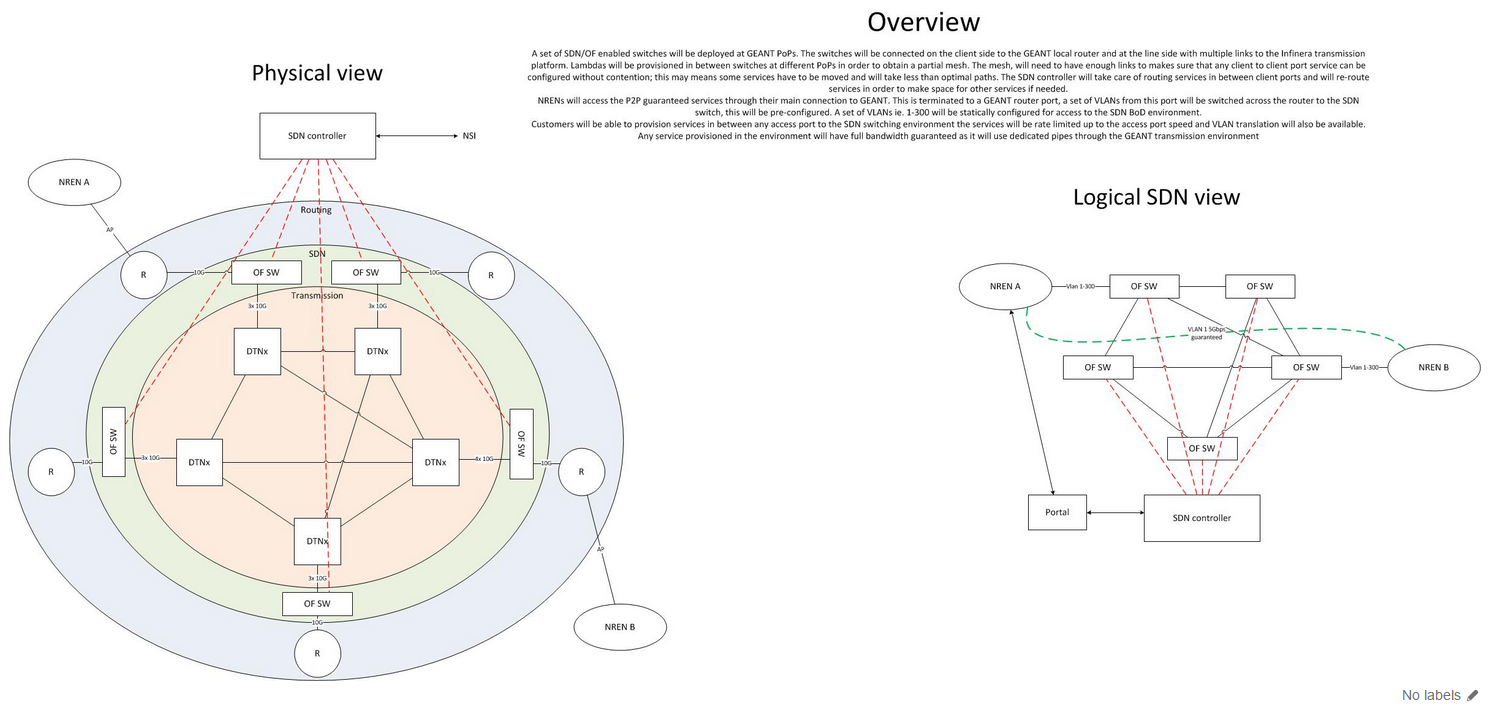 Overview
A set of SDN/OF enabled switches will be deployed at GEANT PoPs. The switches will be connected on the client side to the GEANT local router and at the line side with multiple links to the Infinera transmission
platform. Lambdas will be provisioned in between switches at different PoPs in order to obtain a partial mesh. The mesh, will need to have enough links to makes sure that any client to client port service can be
configured without contention; this may means some services have to be moved and will take less than optimal paths. The SDN controller will take care of routing services in between client ports and will re-route
services in order to make space for other services if needed.
NRENs will access the P2P guaranteed services through their main connection to GEANT. This is terminated to a GEANT router port, a set of VLANs from this port will be switched across the router to the SDN
switch, this will be pre-configured. A set of VLANs ie. 1-300 will be statically configured for access to the SDN BoD environment.
Customers will be able to provision services in between any access port to the SDN switching environment the services will be rate limited up to the access port speed and VLAN translation will also be available.
Any service provisioned in the environment will have full bandwidth guaranteed as it will use dedicated pipes through the GEANT transmission environment
Physical view
SDN controller
NSI
NREN A
AP
Routing
SDN
R
10G
OF SW
OF SW
10G
R
Transmission
3x 10G
3x 10G
DTNx
DTNx
OF SW
OF SW
R
10G
3x 10G
DTNx
DTNx
4x 10G
10G
R
DTNx
AP
3x 10G
OF SW
10G
NREN B
R
Logical SDN view
NREN A
Vlan 1-300
OF SW
OF SW
VLAN 1 5Gbps
guaranteed
OF SW
OF SW
Vlan 1-300
NREN B
OF SW
Portal
SDN controller
No labels